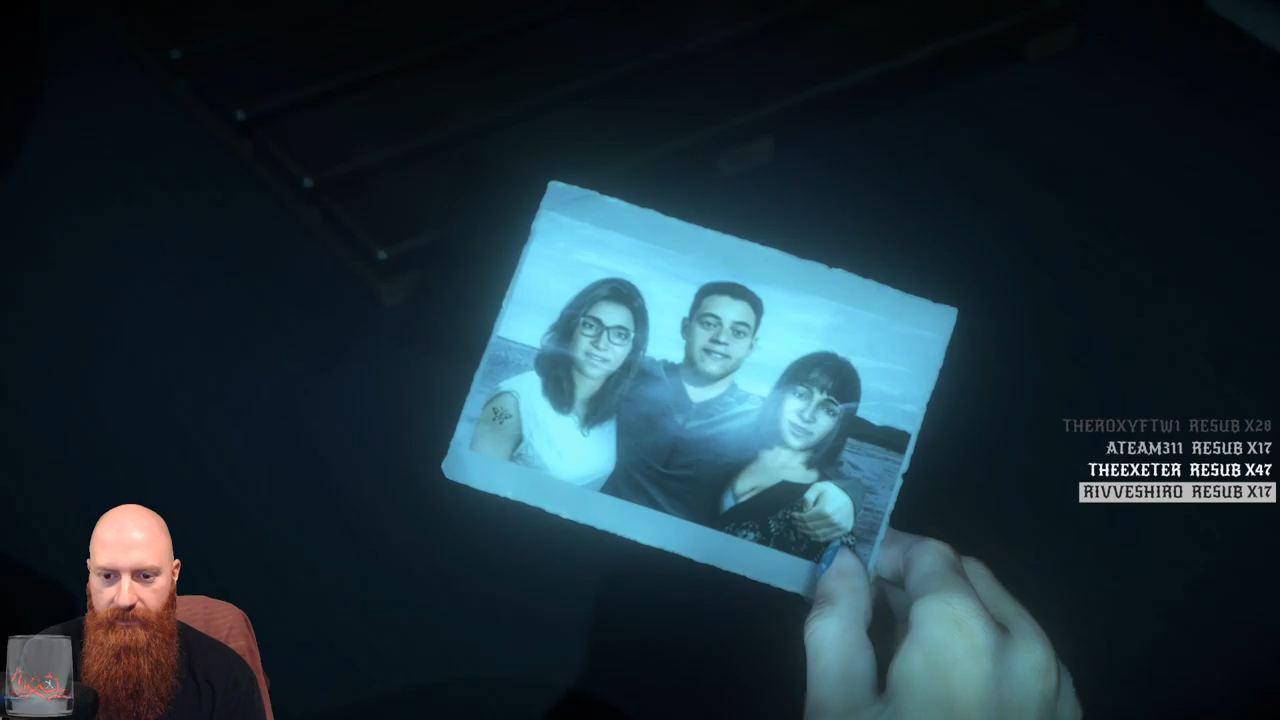 THEROXYFTW1 RESUB X28
ATEAM311 RESUB X17
THEEXETER RESUB X47
RIVVESHIRO RESUB X17